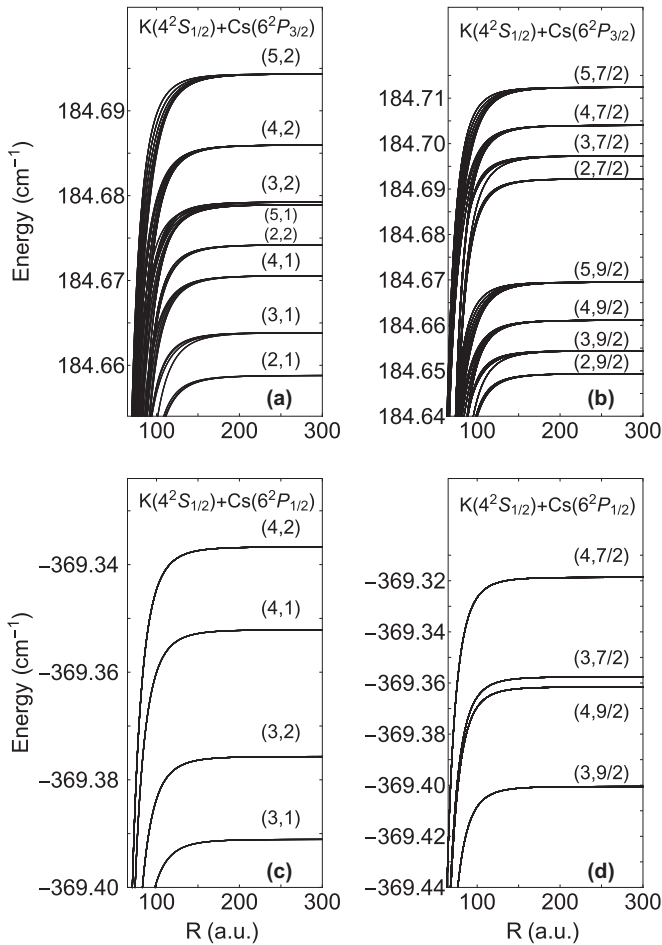 K(4²S₁/₂)+Cs(6²P₃/₂)
(5,2)
184.69
(4,2)
184.68
(3,2)
(5,1)
(2,2)
184.67
(4,1)
(3,1)
184.66
(2,1)
(a)
Energy (cm⁻¹)
100 200 300
K(4²S₁/₂)+Cs(6²P₃/₂)
(5,7/2)
184.71
(4,7/2)
184.70
(3,7/2)
184.69
(2,7/2)
184.68
184.67
(5,9/2)
184.66
(4,9/2)
(3,9/2)
184.65
(2,9/2)
184.64
(b)
100 200 300
K(4²S₁/₂)+Cs(6²P₁/₂)
(4,2)
−369.34
(4,1)
−369.36
(3,2)
−369.38
(3,1)
(c)
−369.40
Energy (cm⁻¹)
100 200 300
R (a.u.)
K(4²S₁/₂)+Cs(6²P₁/₂)
(4,7/2)
−369.32
−369.34
(3,7/2)
−369.36
(4,9/2)
−369.38
−369.40
(3,9/2)
−369.42
(d)
−369.44
100 200 300
R (a.u.)